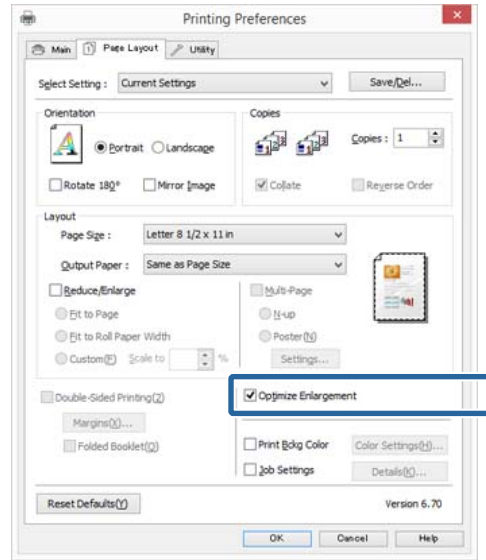 Printing Preferences
Main Page Layout Utility
Select Setting : Current Settings Save/Del...
Orientation
Portrait Landscape
Rotate 180° Mirror Image
Copies
Copies : 1
Collate Reverse Order
Layout
Page Size : Letter 8 1/2 x 11 in
Output Paper : Same as Page Size
Reduce/Enlarge
Fit to Page
Fit to Roll Paper Width
Custom(F) Scale to %
Multi-Page
N-up
Poster(N)
Settings...
Double-Sided Printing(Z)
Margins(X)...
Folded Booklet(Q)
Optimize Enlargement
Print Bckg Color Color Settings(H)...
Job Settings Details(K)...
Reset Defaults(Y) Version 6.70
OK Cancel Help